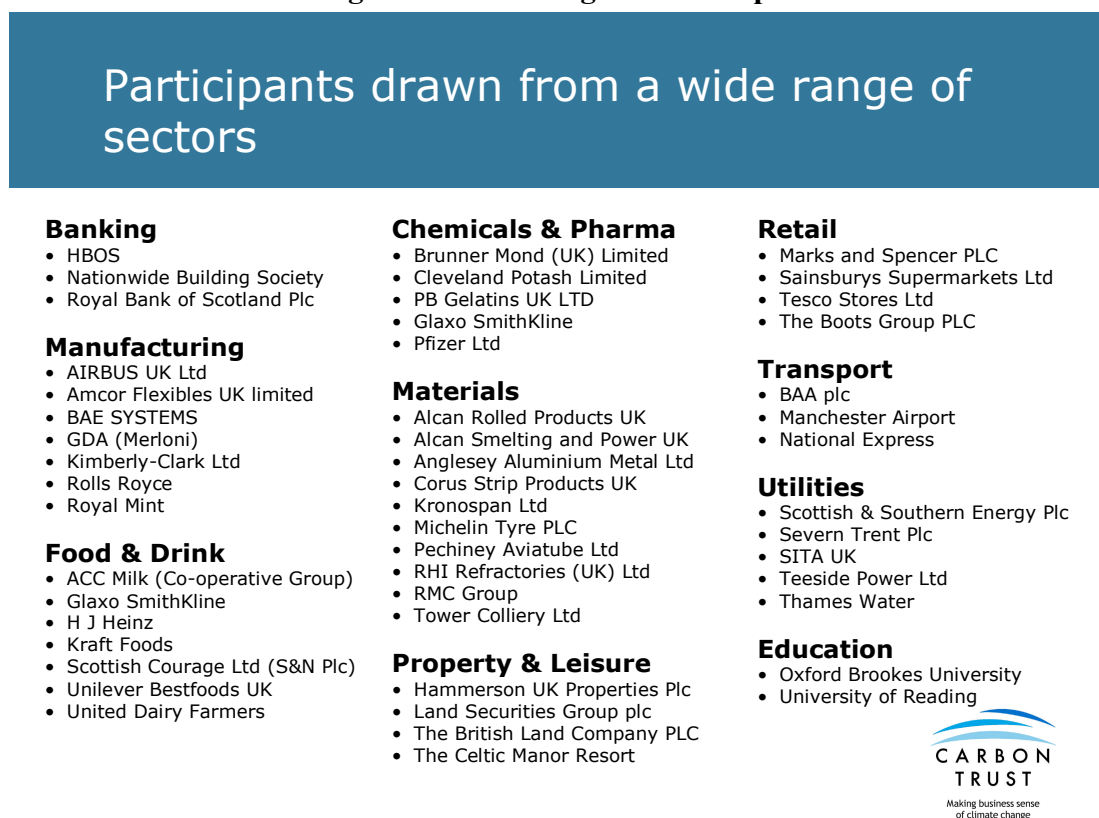 Participants drawn from a wide range of
sectors
Banking
• HBOS
• Nationwide Building Society
• Royal Bank of Scotland Plc
Manufacturing
• AIRBUS UK Ltd
• Amcor Flexibles UK limited
• BAE SYSTEMS
• GDA (Merloni)
• Kimberly-Clark Ltd
• Rolls Royce
• Royal Mint
Food & Drink
• ACC Milk (Co-operative Group)
• Glaxo SmithKline
• H J Heinz
• Kraft Foods
• Scottish Courage Ltd (S&N Plc)
• Unilever Bestfoods UK
• United Dairy Farmers
Chemicals & Pharma
• Brunner Mond (UK) Limited
• Cleveland Potash Limited
• PB Gelatins UK LTD
• Glaxo SmithKline
• Pfizer Ltd
Materials
• Alcan Rolled Products UK
• Alcan Smelting and Power UK
• Anglesey Aluminium Metal Ltd
• Corus Strip Products UK
• Kronospan Ltd
• Michelin Tyre PLC
• Pechiney Aviatube Ltd
• RHI Refractories (UK) Ltd
• RMC Group
• Tower Colliery Ltd
Property & Leisure
• Hammerson UK Properties Plc
• Land Securities Group plc
• The British Land Company PLC
• The Celtic Manor Resort
Retail
• Marks and Spencer PLC
• Sainsburys Supermarkets Ltd
• Tesco Stores Ltd
• The Boots Group PLC
Transport
• BAA plc
• Manchester Airport
• National Express
Utilities
• Scottish & Southern Energy Plc
• Severn Trent Plc
• SITA UK
• Teeside Power Ltd
• Thames Water
Education
• Oxford Brookes University
• University of Reading
CARBON
TRUST
Making business sense
of climate change